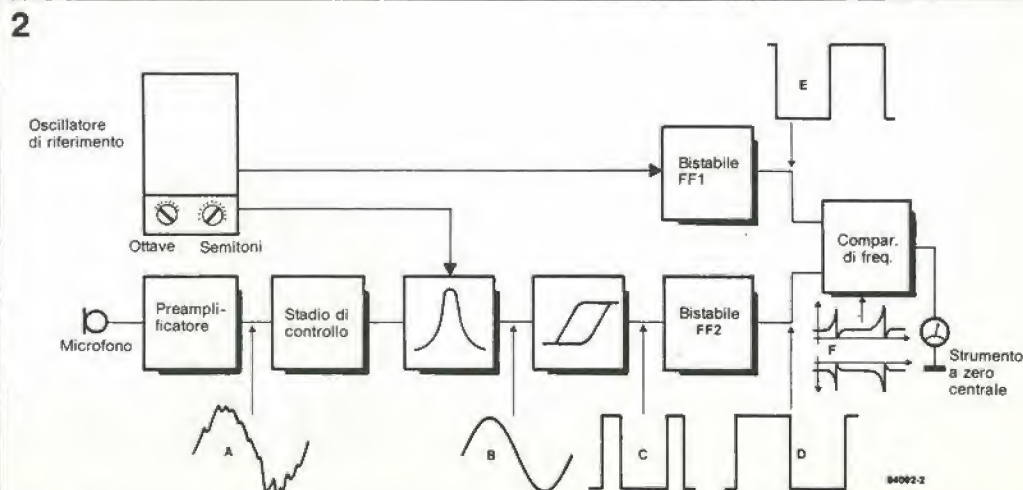 2
E
Oscillatore
di riferimento
Bistabile
FF1
Ottave
Semitoni
Compar.
di freq.
Preampli-
ficatore
Stadio di
controllo
Bistabile
FF2
Microfono
F
Strumento
a zero
centrale
A
B
C
D
84092-2